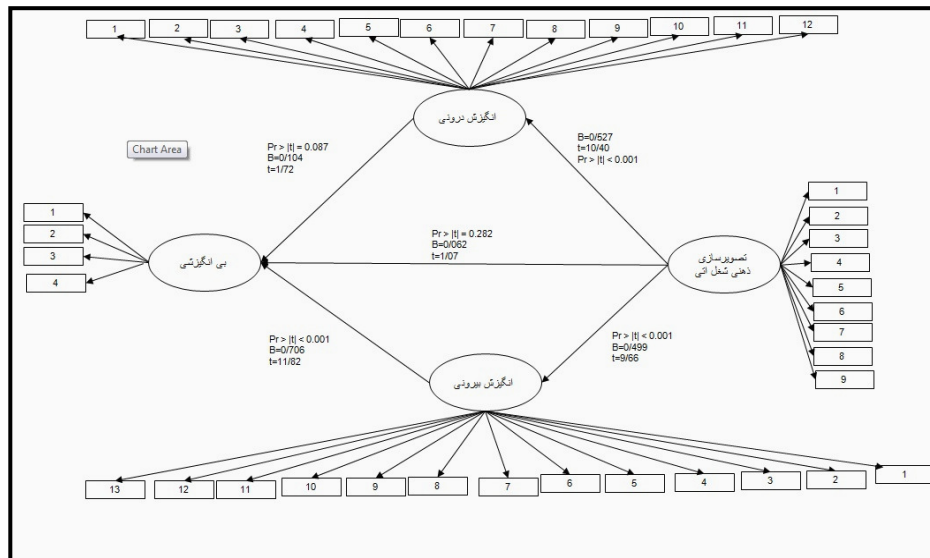 1 2 3 4 5 6 7 8 9 10 11 12
انگیزش درونی
Chart Area
Pr > |t| = 0.087
B=0/104
t=1/72
B=0/527
t=10/40
Pr > |t| < 0.001
1
2
3
4
بی انگیزشی
Pr > |t| = 0.282
B=0/062
t=1/07
تصویرسازی
ذهنی شغل اتی
1
2
3
4
5
6
7
8
9
Pr > |t| < 0.001
B=0/706
t=11/82
Pr > |t| < 0.001
B=0/499
t=9/66
انگیزش بیرونی
13 12 11 10 9 8 7 6 5 4 3 2 1